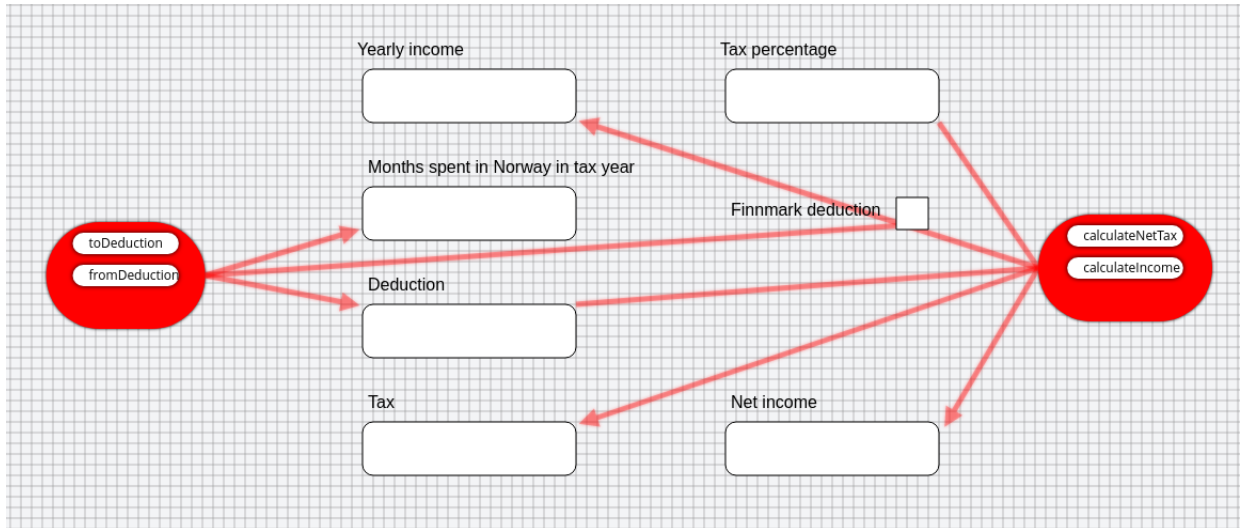 Yearly income
Tax percentage
Months spent in Norway in tax year
Finnmark deduction
toDeduction
fromDeduction
calculateNetTax
calculateIncome
Deduction
Tax
Net income